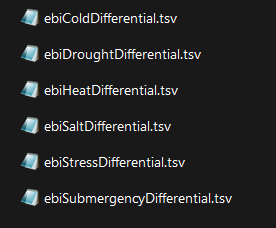 ebiColdDifferential.tsv
ebiDroughtDifferential.tsv
ebiHeatDifferential.tsv
ebiSaltDifferential.tsv
ebiStressDifferential.tsv
ebiSubmergencyDifferential.tsv